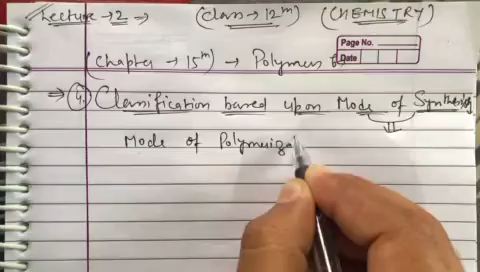 Lecture → 2 → (Class → 12th) (CHEMISTRY)
(Chapter → 15th) → Polymers
Page No.
Date
⇒ 4. Classification based upon Mode of Synthesis
Mode of Polymeriza